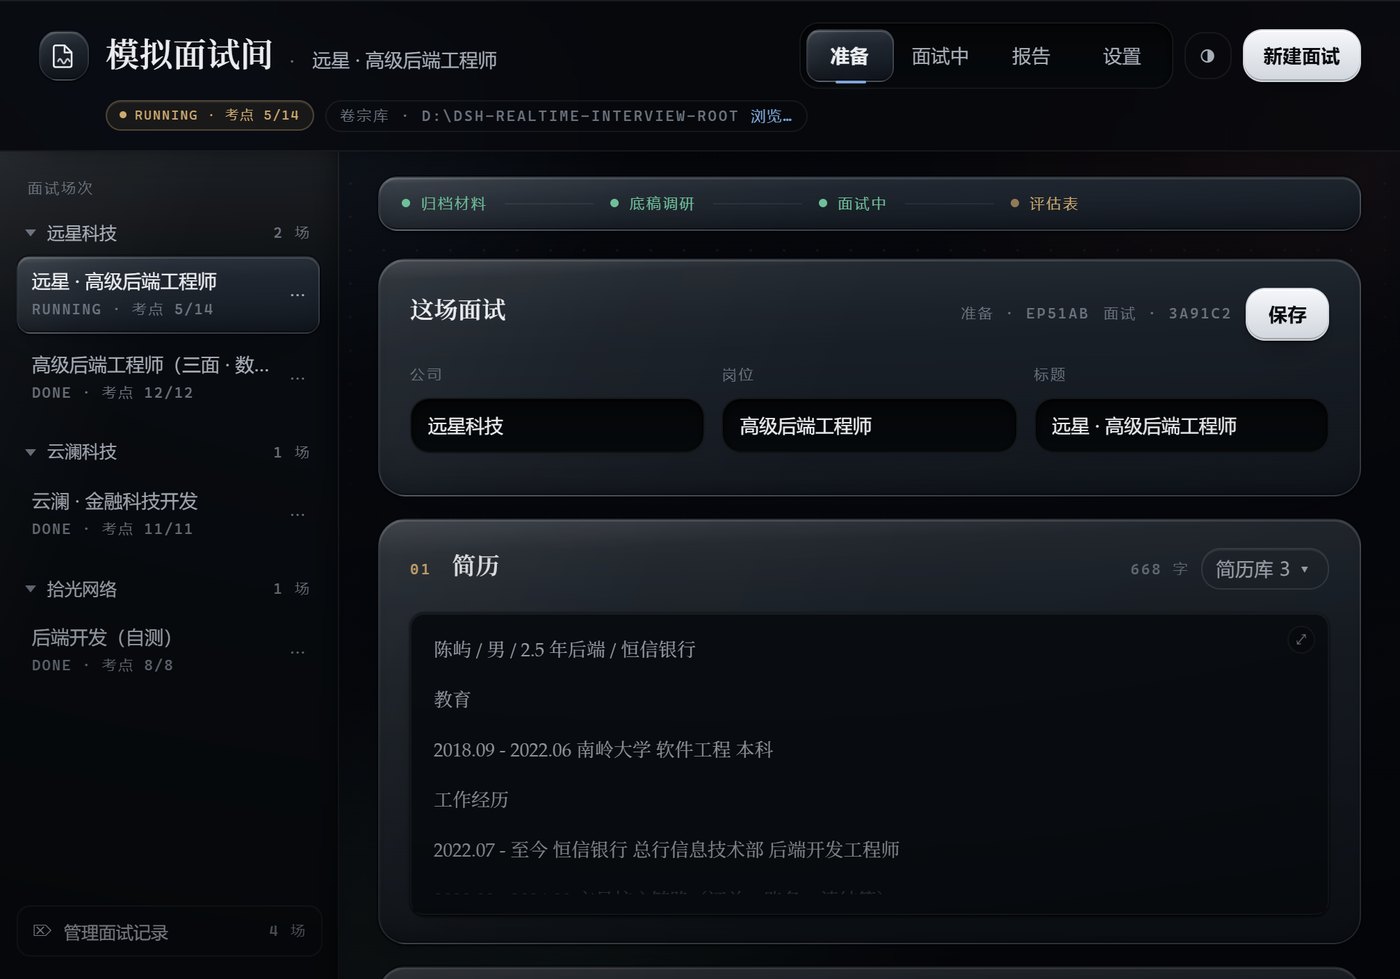 模拟面试间 · 远星 · 高级后端工程师
准备 面试中 报告 设置 新建面试
RUNNING · 考点 5/14
卷宗库 · D:\DSH-REALTIME-INTERVIEW-ROOT 浏览…
面试场次
远星科技 2 场
远星 · 高级后端工程师
RUNNING · 考点 5/14
高级后端工程师（三面 · 数…
DONE · 考点 12/12
云澜科技 1 场
云澜 · 金融科技开发
DONE · 考点 11/11
拾光网络 1 场
后端开发（自测）
DONE · 考点 8/8
管理面试记录 4 场
归档材料 底稿调研 面试中 评估表
这场面试
准备 · EP51AB 面试 · 3A91C2 保存
公司 岗位 标题
远星科技 高级后端工程师 远星 · 高级后端工程师
01 简历
668 字 简历库 3
陈屿 / 男 / 2.5 年后端 / 恒信银行
教育
2018.09 - 2022.06 南岭大学 软件工程 本科
工作经历
2022.07 - 至今 恒信银行 总行信息技术部 后端开发工程师